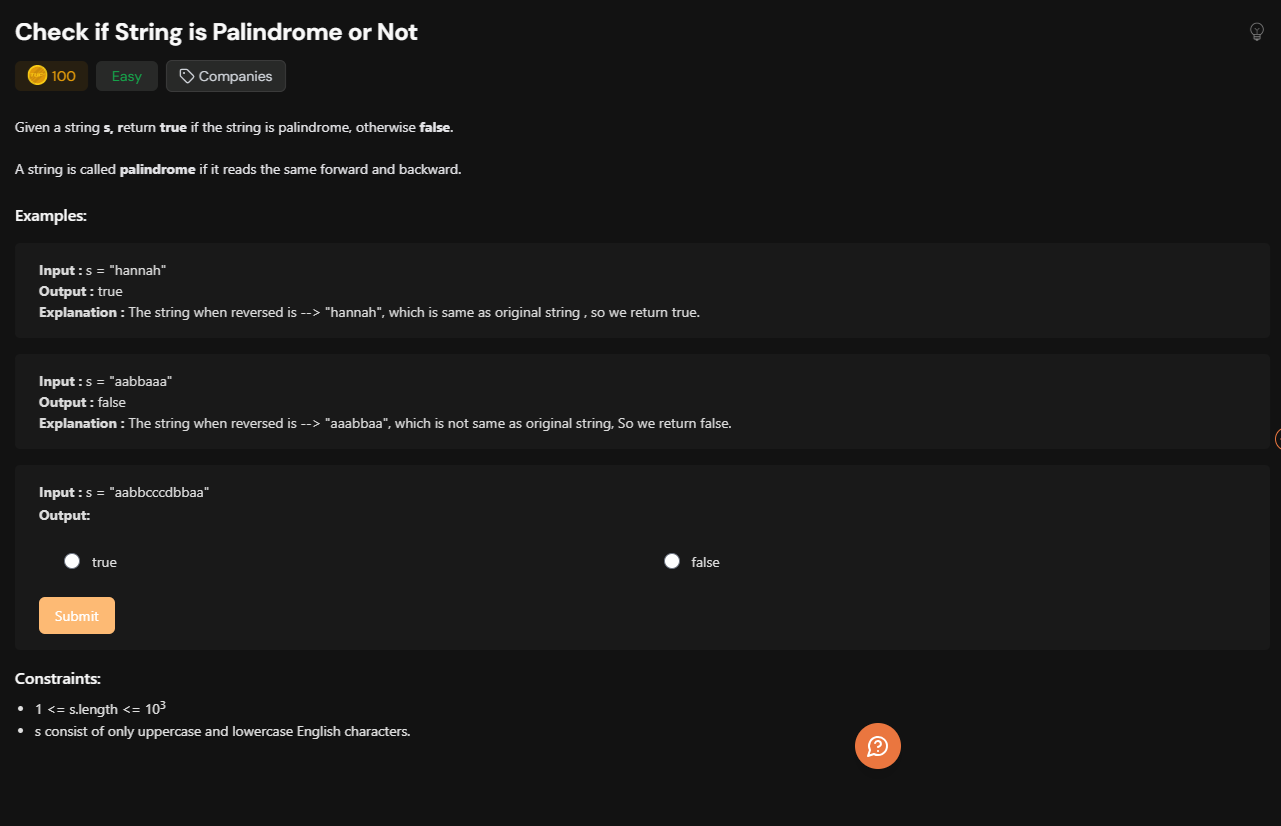 Check if String is Palindrome or Not
100 Easy Companies
Given a string s, return true if the string is palindrome, otherwise false.
A string is called palindrome if it reads the same forward and backward.
Examples:
Input : s = "hannah"
Output : true
Explanation : The string when reversed is --> "hannah", which is same as original string , so we return true.
Input : s = "aabbaaa"
Output : false
Explanation : The string when reversed is --> "aaabbaa", which is not same as original string, So we return false.
Input : s = "aabbcccdbbaa"
Output:
true false
Submit
Constraints:
• 1 <= s.length <= 10³
• s consist of only uppercase and lowercase English characters.